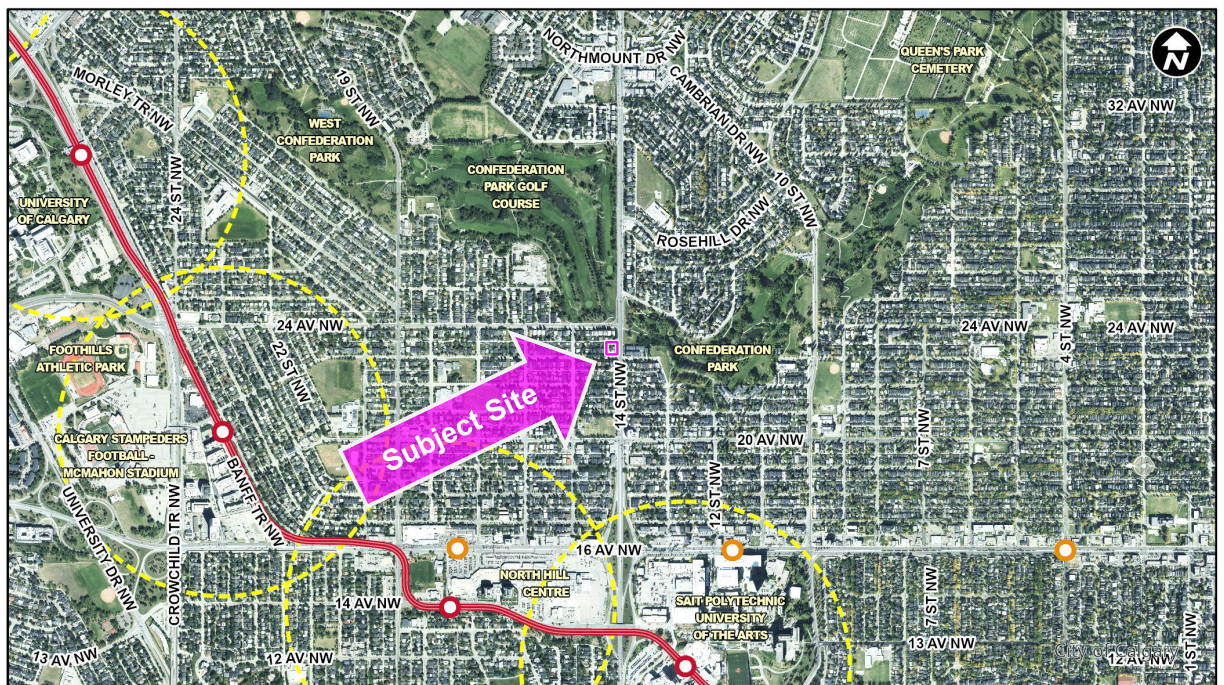 NORTHMOUNT DR NW
QUEEN'S PARK
CEMETERY
N
MORLEY TR NW
19 ST NW
CAMBRIAN DR NW
32 AV NW
WEST
CONFEDERATION
PARK
24 ST NW
CONFEDERATION
PARK GOLF
COURSE
10 ST NW
UNIVERSITY
OF CALGARY
ROSEHILL DR NW
24 AV NW
24 AV NW
4 ST NW
24 AV NW
FOOTHILLS
ATHLETIC PARK
22 ST NW
CONFEDERATION
PARK
Subject Site
14 ST NW
CALGARY STAMPEDERS
FOOTBALL -
MCMAHON STADIUM
20 AV NW
7 ST NW
BANFF TR NW
UNIVERSITY DR NW
CROWCHILD TR NW
12 ST NW
16 AV NW
NORTH HILL
CENTRE
14 AV NW
SAIT POLYTECHNIC
UNIVERSITY
OF THE ARTS
7 ST NW
13 AV NW
12 AV NW
13 AV NW
City of Calgary
12 AV NW
1 ST NW